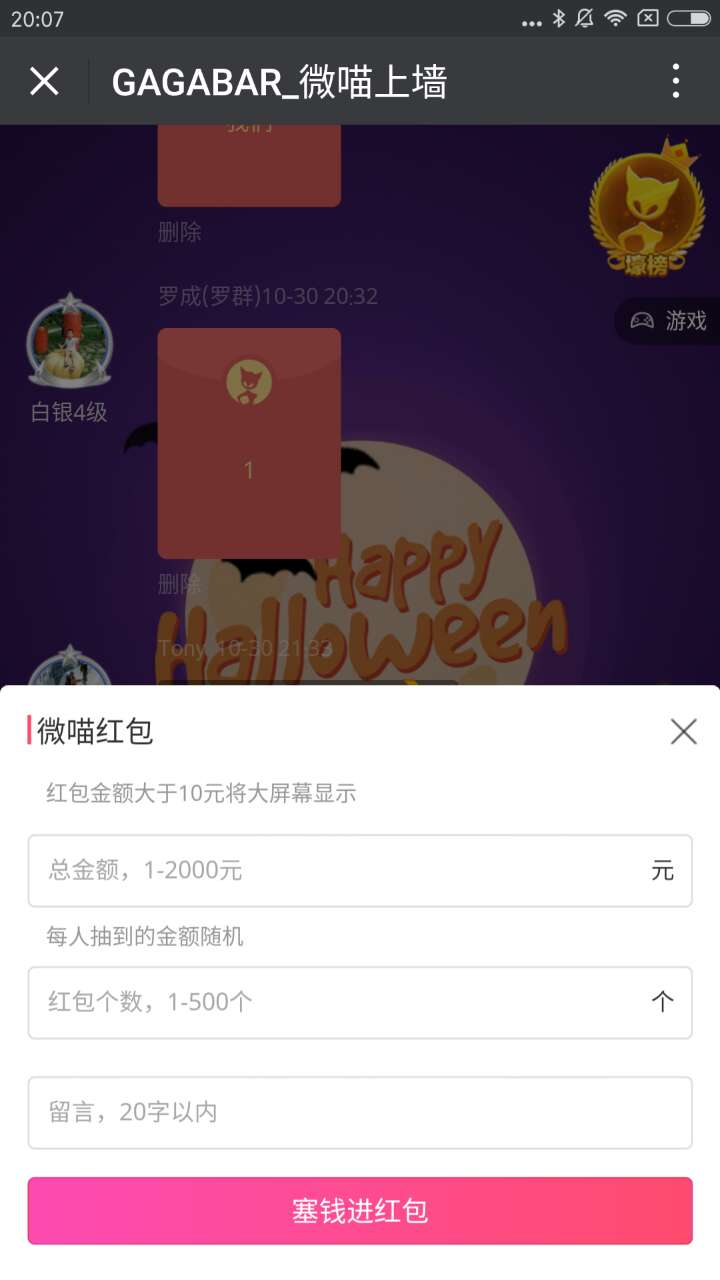 20:07
GAGABAR_微喵上墙
我们
删除
壕榜
罗成(罗群)10-30 20:32
游戏
白银4级
1
删除
Happy
Halloween
Tony 10-30 21:33
微喵红包
红包金额大于10元将大屏幕显示
总金额，1-2000元
元
每人抽到的金额随机
红包个数，1-500个
个
留言，20字以内
塞钱进红包